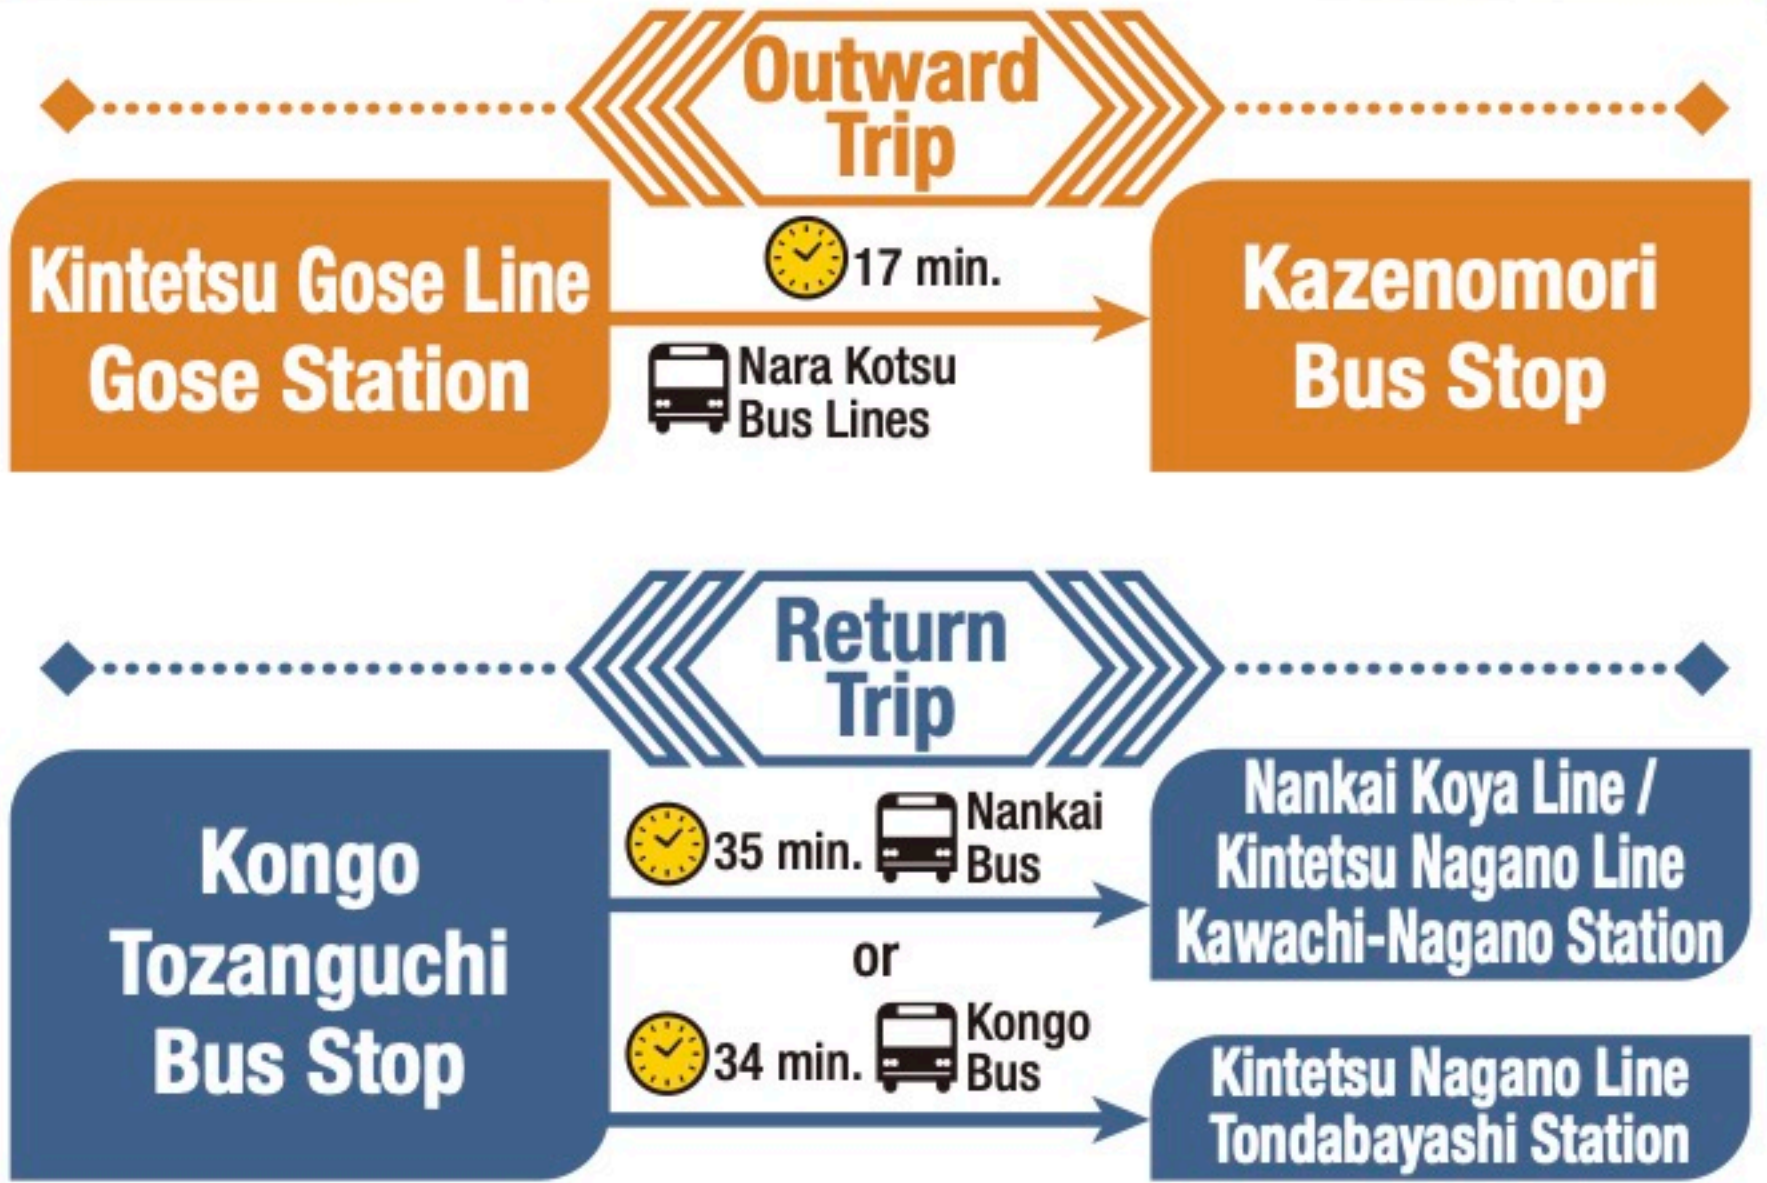 Outward
Trip
Kintetsu Gose Line
Gose Station
17 min.
Nara Kotsu
Bus Lines
Kazenomori
Bus Stop
Return
Trip
Kongo
Tozanguchi
Bus Stop
35 min.
Nankai
Bus
or
34 min.
Kongo
Bus
Nankai Koya Line /
Kintetsu Nagano Line
Kawachi-Nagano Station
Kintetsu Nagano Line
Tondabayashi Station